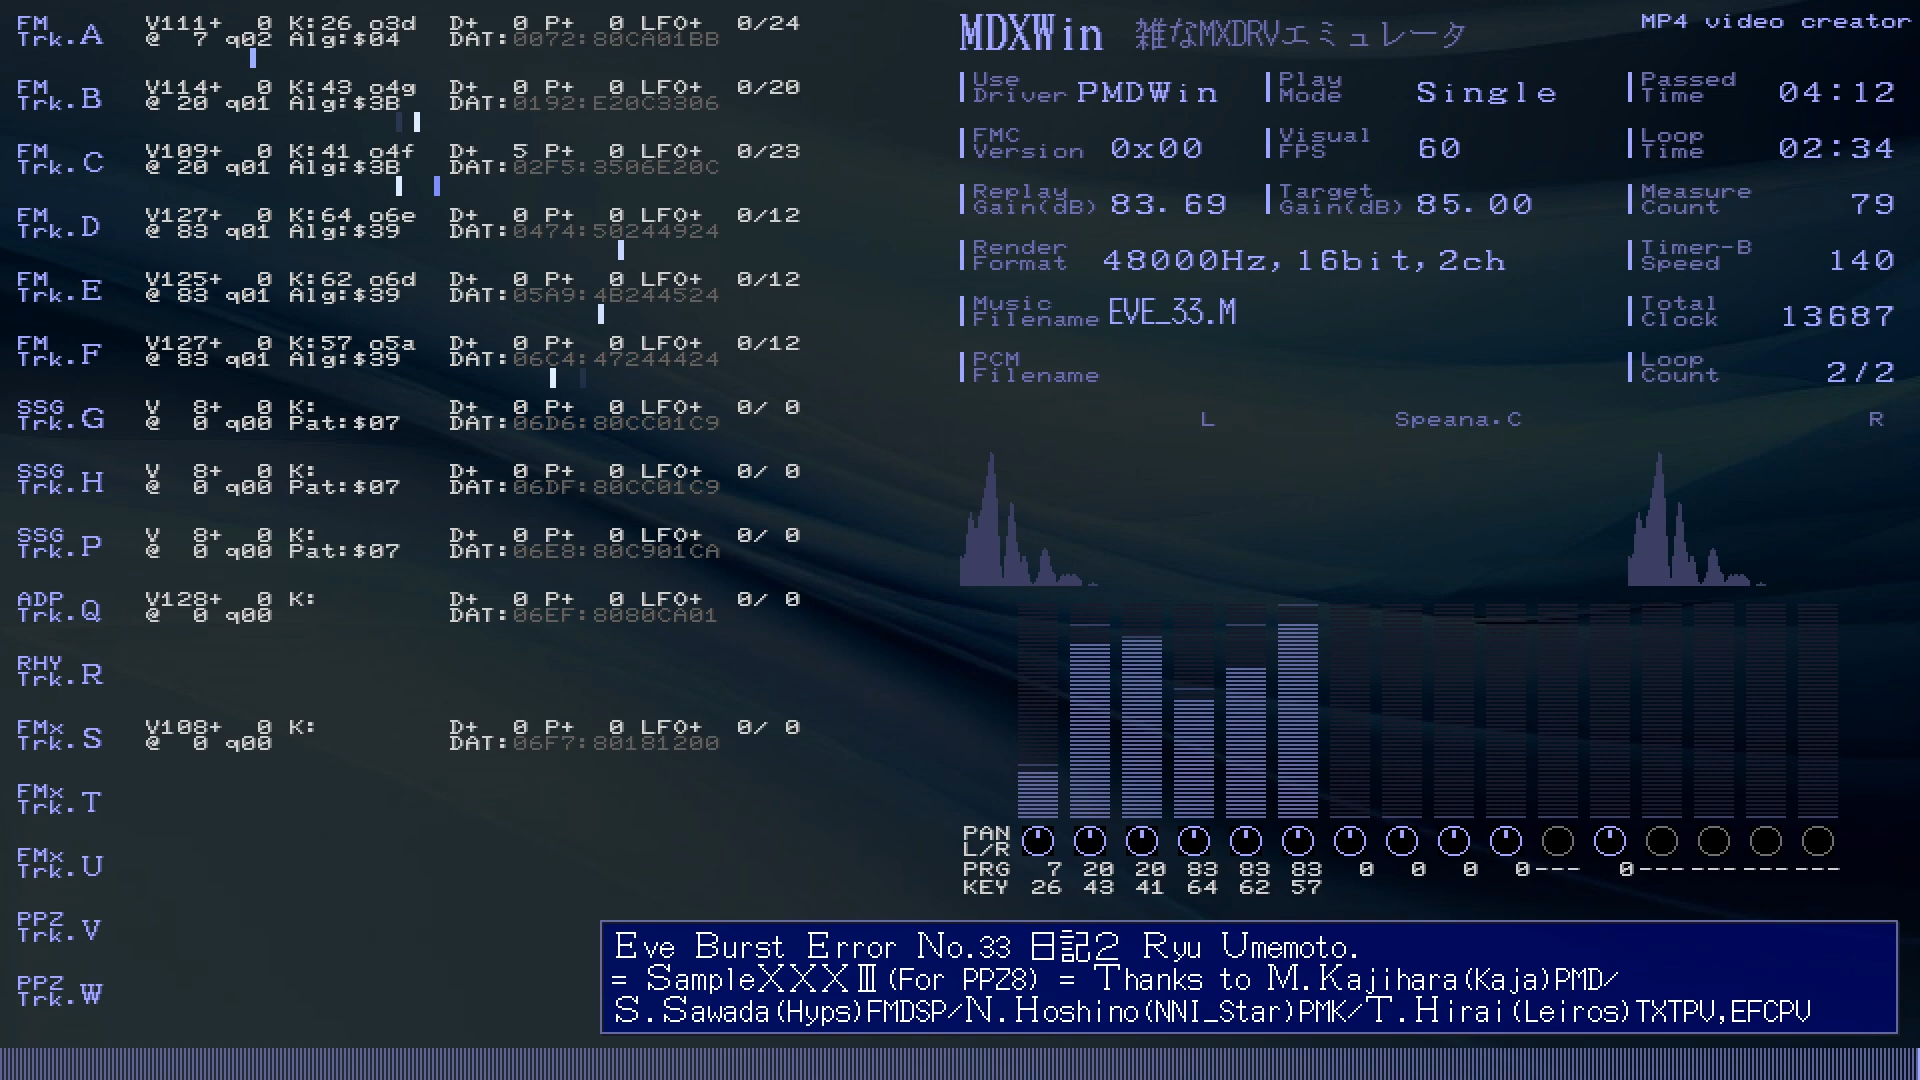 FM Trk.A V111+ 0 K:26 o3d D+ 0 P+ 0 LFO+ 0/24
@ 7 q02 Alg:$04 DAT:0072:80CA01BB
FM Trk.B V114+ 0 K:43 o4g D+ 0 P+ 0 LFO+ 0/20
@ 20 q01 Alg:$3B DAT:0192:E20C3306
FM Trk.C V109+ 0 K:41 o4f D+ 5 P+ 0 LFO+ 0/23
@ 20 q01 Alg:$3B DAT:02F5:3506E20C
FM Trk.D V127+ 0 K:64 o6e D+ 0 P+ 0 LFO+ 0/12
@ 83 q01 Alg:$39 DAT:0474:50244924
FM Trk.E V125+ 0 K:62 o6d D+ 0 P+ 0 LFO+ 0/12
@ 83 q01 Alg:$39 DAT:05A9:4B244524
FM Trk.F V127+ 0 K:57 o5a D+ 0 P+ 0 LFO+ 0/12
@ 83 q01 Alg:$39 DAT:06C4:47244424
SSG Trk.G V 8+ 0 K: D+ 0 P+ 0 LFO+ 0/ 0
@ 0 q00 Pat:$07 DAT:06D6:80CC01C9
SSG Trk.H V 8+ 0 K: D+ 0 P+ 0 LFO+ 0/ 0
@ 0 q00 Pat:$07 DAT:06DF:80CC01C9
SSG Trk.P V 8+ 0 K: D+ 0 P+ 0 LFO+ 0/ 0
@ 0 q00 Pat:$07 DAT:06E8:80C901CA
ADP Trk.Q V128+ 0 K: D+ 0 P+ 0 LFO+ 0/ 0
@ 0 q00 DAT:06EF:8080CA01
RHY Trk.R
FMx Trk.S V108+ 0 K: D+ 0 P+ 0 LFO+ 0/ 0
@ 0 q00 DAT:06F7:80181200
FMx Trk.T
FMx Trk.U
PPZ Trk.V
PPZ Trk.W
MDXWin 雑なMXDRVエミュレータ MP4 video creator
Use Driver PMDWin Play Mode Single Passed Time 04:12
FMC Version 0x00 Visual FPS 60 Loop Time 02:34
Replay Gain(dB) 83.69 Target Gain(dB) 85.00 Measure Count 79
Render Format 48000Hz,16bit,2ch Timer-B Speed 140
Music Filename EVE_33.M Total Clock 13687
PCM Filename Loop Count 2/2
L Speana.C R
PAN L/R
PRG 7 20 20 83 83 83 0 0 0 0--- 0------------
KEY 26 43 41 64 62 57
Eve Burst Error No.33 日記2 Ryu Umemoto.
= SampleXXXⅢ(For PPZ8) = Thanks to M.Kajihara(Kaja)PMD/
S.Sawada(Hyps)FMDSP/N.Hoshino(NNI_Star)PMK/T.Hirai(Leiros)TXTPV,EFCPV